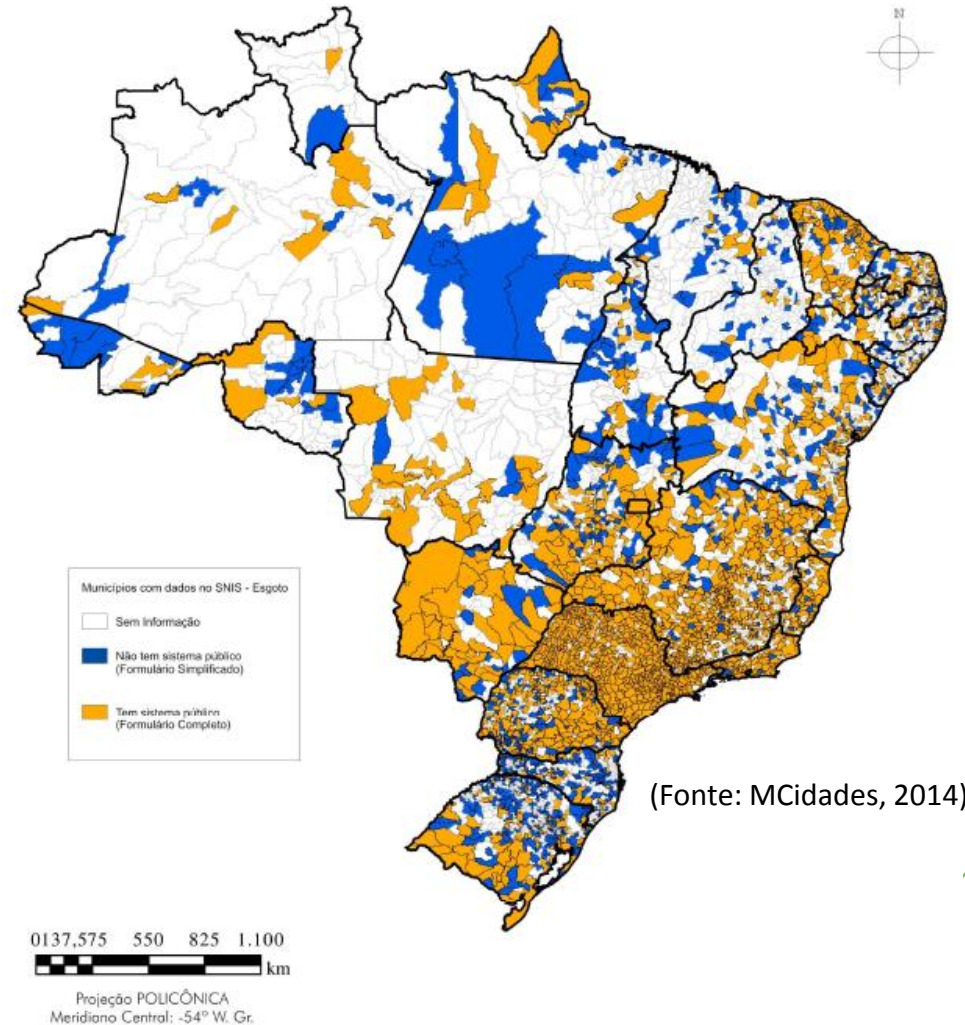 N
Municípios com dados no SNIS - Esgoto
Sem Informação
Não tem sistema público
(Formulário Simplificado)
Tem sistema público
(Formulário Completo)
(Fonte: MCidades, 2014)
0137,575 550 825 1.100
km
Projeção POLICÔNICA
Meridiano Central: -54° W. Gr.